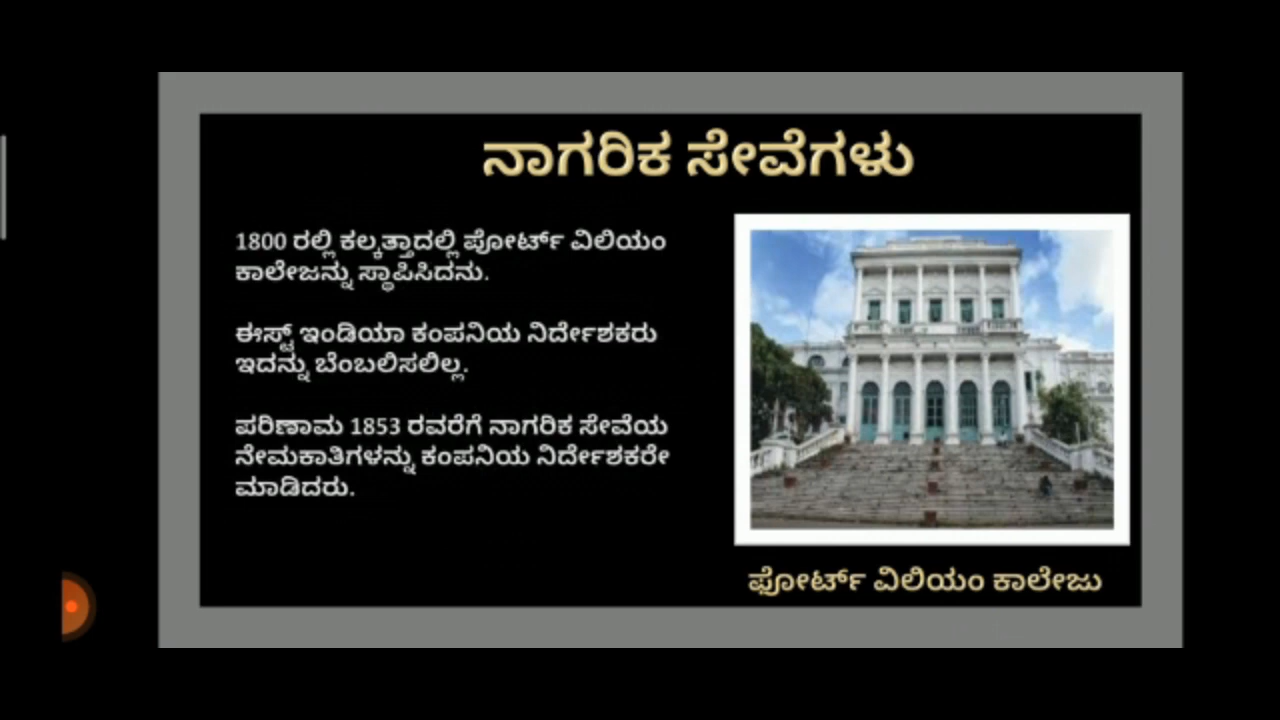 ನಾಗರಿಕ ಸೇವೆಗಳು
1800 ರಲ್ಲಿ ಕಲ್ಕತ್ತಾದಲ್ಲಿ ಪೋರ್ಟ್ ವಿಲಿಯಂ
ಕಾಲೇಜನ್ನು ಸ್ಥಾಪಿಸಿದನು.
ಈಸ್ಟ್ ಇಂಡಿಯಾ ಕಂಪನಿಯ ನಿರ್ದೇಶಕರು
ಇದನ್ನು ಬೆಂಬಲಿಸಲಿಲ್ಲ.
ಪರಿಣಾಮ 1853 ರವರೆಗೆ ನಾಗರಿಕ ಸೇವೆಯ
ನೇಮಕಾತಿಗಳನ್ನು ಕಂಪನಿಯ ನಿರ್ದೇಶಕರೇ
ಮಾಡಿದರು.
ಫೋರ್ಟ್ ವಿಲಿಯಂ ಕಾಲೇಜು